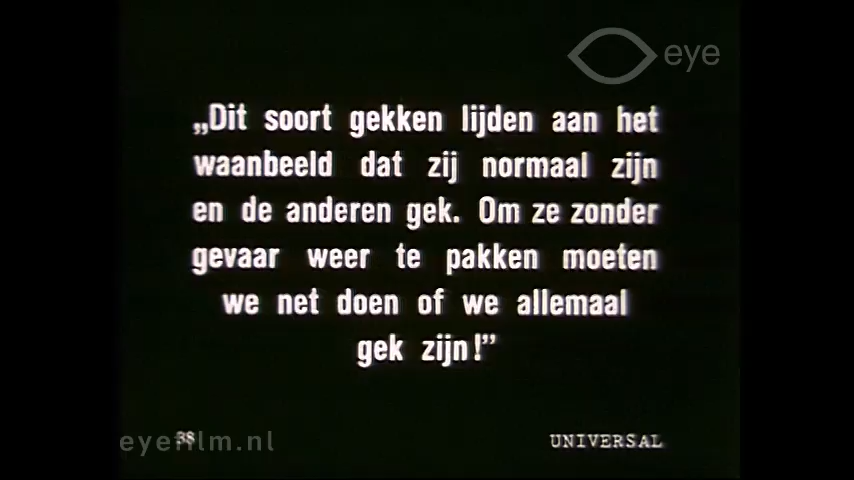 eye
„Dit soort gekken lijden aan het
waanbeeld dat zij normaal zijn
en de anderen gek. Om ze zonder
gevaar weer te pakken moeten
we net doen of we allemaal
gek zijn!”
38
eyefilm.nl
UNIVERSAL